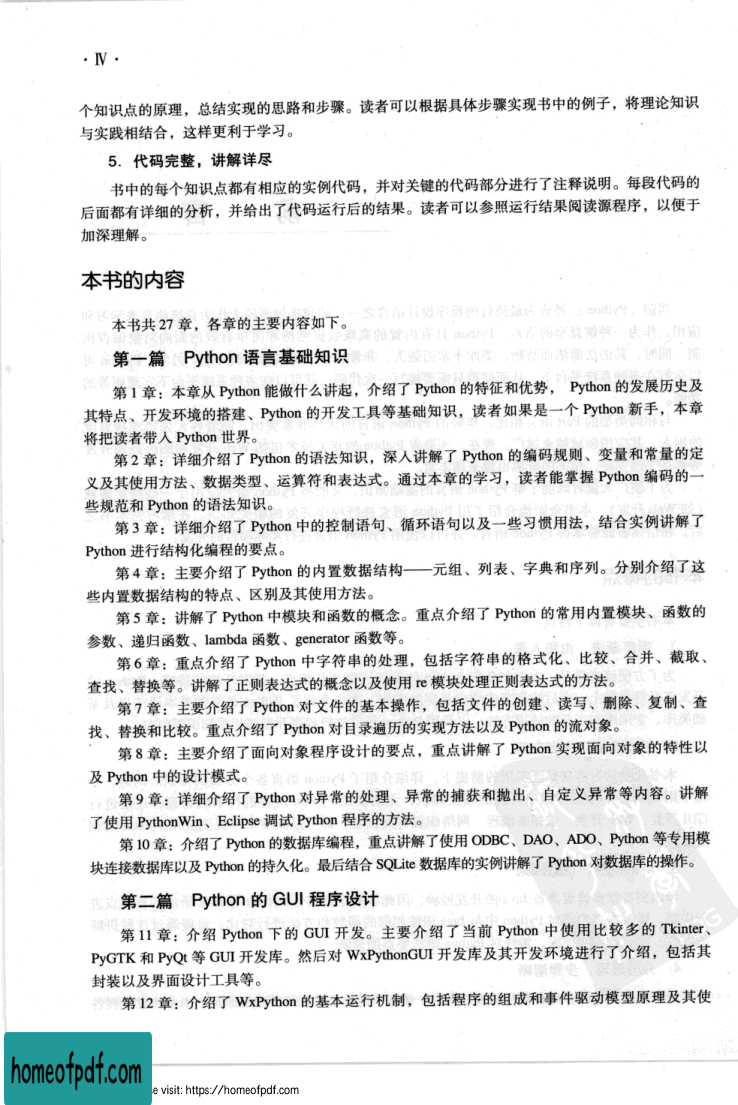 · Ⅳ ·
个知识点的原理，总结实现的思路和步骤。读者可以根据具体步骤实现书中的例子，将理论知识
与实践相结合，这样更利于学习。
5．代码完整，讲解详尽
书中的每个知识点都有相应的实例代码，并对关键的代码部分进行了注释说明。每段代码的
后面都有详细的分析，并给出了代码运行后的结果。读者可以参照运行结果阅读源程序，以便于
加深理解。
本书的内容
本书共 27 章，各章的主要内容如下。
第一篇 Python 语言基础知识
第 1 章：本章从 Python 能做什么讲起，介绍了 Python 的特征和优势， Python 的发展历史及
其特点、开发环境的搭建、Python 的开发工具等基础知识，读者如果是一个 Python 新手，本章
将把读者带入 Python 世界。
第 2 章：详细介绍了 Python 的语法知识，深入讲解了 Python 的编码规则、变量和常量的定
义及其使用方法、数据类型、运算符和表达式。通过本章的学习，读者能掌握 Python 编码的一
些规范和 Python 的语法知识。
第 3 章：详细介绍了 Python 中的控制语句、循环语句以及一些习惯用法，结合实例讲解了
Python 进行结构化编程的要点。
第 4 章：主要介绍了 Python 的内置数据结构——元组、列表、字典和序列。分别介绍了这
些内置数据结构的特点、区别及其使用方法。
第 5 章：讲解了 Python 中模块和函数的概念。重点介绍了 Python 的常用内置模块、函数的
参数、递归函数、lambda 函数、generator 函数等。
第 6 章：重点介绍了 Python 中字符串的处理，包括字符串的格式化、比较、合并、截取、
查找、替换等。讲解了正则表达式的概念以及使用 re 模块处理正则表达式的方法。
第 7 章：主要介绍了 Python 对文件的基本操作，包括文件的创建、读写、删除、复制、查
找、替换和比较。重点介绍了 Python 对目录遍历的实现方法以及 Python 的流对象。
第 8 章：主要介绍了面向对象程序设计的要点，重点讲解了 Python 实现面向对象的特性以
及 Python 中的设计模式。
第 9 章：详细介绍了 Python 对异常的处理、异常的捕获和抛出、自定义异常等内容。讲解
了使用 PythonWin、Eclipse 调试 Python 程序的方法。
第 10 章：介绍了 Python 的数据库编程，重点讲解了使用 ODBC、DAO、ADO、Python 等专用模
块连接数据库以及 Python 的持久化。最后结合 SQLite 数据库的实例讲解了 Python 对数据库的操作。
第二篇 Python 的 GUI 程序设计
第 11 章：介绍 Python 下的 GUI 开发。主要介绍了当前 Python 中使用比较多的 Tkinter、
PyGTK 和 PyQt 等 GUI 开发库。然后对 WxPythonGUI 开发库及其开发环境进行了介绍，包括其
封装以及界面设计工具等。
第 12 章：介绍了 WxPython 的基本运行机制，包括程序的组成和事件驱动模型原理及其使
homeofpdf.com
e visit: https://homeofpdf.com